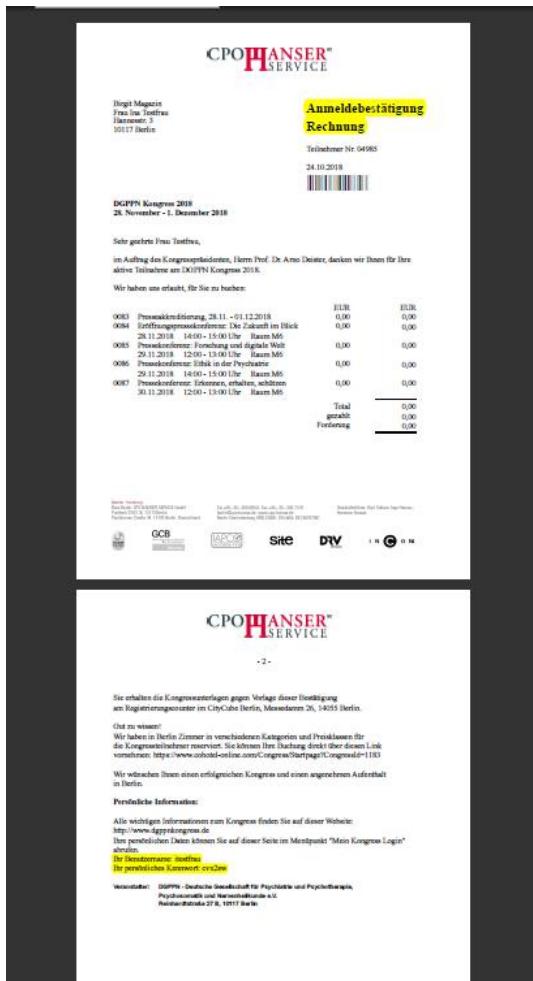 CPO HANSER®
SERVICE
Birgit Magazin
Frau Ina Testfrau
Hannostr. 3
10117 Berlin
Anmeldebestätigung
Rechnung
Teilnehmer Nr. 04985
24.10.2018
DGPPN Kongress 2018
28. November - 1. Dezember 2018
Sehr geehrte Frau Testfrau,
im Auftrag des Kongresspräsidenten, Herrn Prof. Dr. Arno Deister, danken wir Ihnen für Ihre
aktive Teilnahme am DGPPN Kongress 2018.
Wir haben uns erlaubt, für Sie zu buchen:
EUR EUR
0083 Presseakkreditierung, 28.11. - 01.12.2018 0,00 0,00
0084 Eröffnungspressekonferenz: Die Zukunft im Blick 0,00 0,00
28.11.2018 14:00 - 15:00 Uhr Raum M6
0085 Pressekonferenz: Forschung und digitale Welt 0,00 0,00
29.11.2018 12:00 - 13:00 Uhr Raum M6
0086 Pressekonferenz: Ethik in der Psychiatrie 0,00 0,00
29.11.2018 14:00 - 15:00 Uhr Raum M6
0087 Pressekonferenz: Erkennen, erhalten, schützen 0,00 0,00
30.11.2018 12:00 - 13:00 Uhr Raum M6
Total 0,00
gezahlt 0,00
Forderung 0,00
GCB
IAPCO
site
DRV
INCON
CPO HANSER®
SERVICE
- 2 -
Sie erhalten die Kongressunterlagen gegen Vorlage dieser Bestätigung
am Registrierungscounter im CityCube Berlin, Messedamm 26, 14055 Berlin.
Gut zu wissen!
Wir haben in Berlin Zimmer in verschiedenen Kategorien und Preisklassen für
die Kongressteilnehmer reserviert. Sie können Ihre Buchung direkt über diesen Link
vornehmen: https://www.cohotel-online.com/Congress/Startpage?CongressId=1183
Wir wünschen Ihnen einen erfolgreichen Kongress und einen angenehmen Aufenthalt
in Berlin.
Persönliche Information:
Alle wichtigen Informationen zum Kongress finden Sie auf dieser Website:
http://www.dgppnkongress.de
Ihre persönlichen Daten können Sie auf dieser Seite im Menüpunkt "Mein Kongress Login"
abrufen.
Ihr Benutzername: itestfrau
Ihr persönliches Kennwort: cvx2ew
Veranstalter: DGPPN - Deutsche Gesellschaft für Psychiatrie und Psychotherapie,
Psychosomatik und Nervenheilkunde e.V.
Reinhardtstraße 27 B, 10117 Berlin